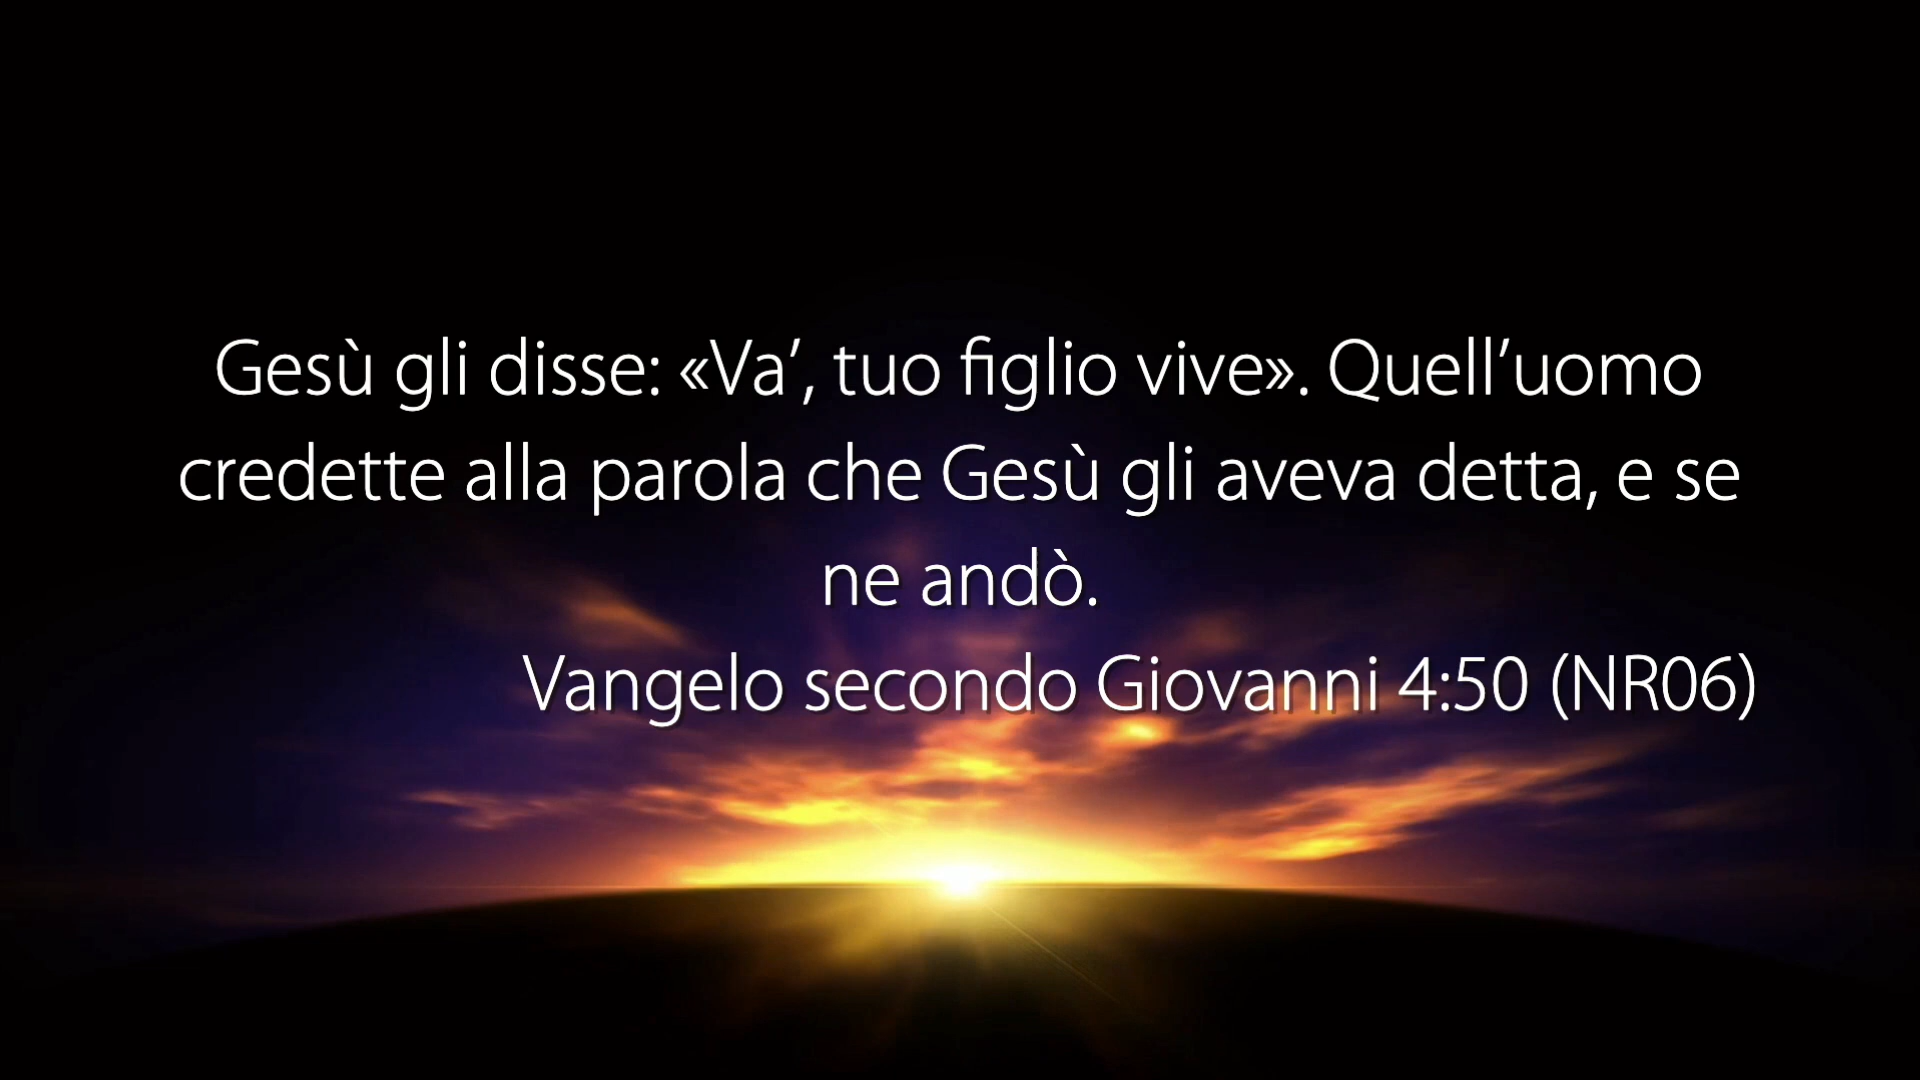 Gesù gli disse: «Va’, tuo figlio vive». Quell’uomo
credette alla parola che Gesù gli aveva detta, e se
ne andò.
Vangelo secondo Giovanni 4:50 (NR06)